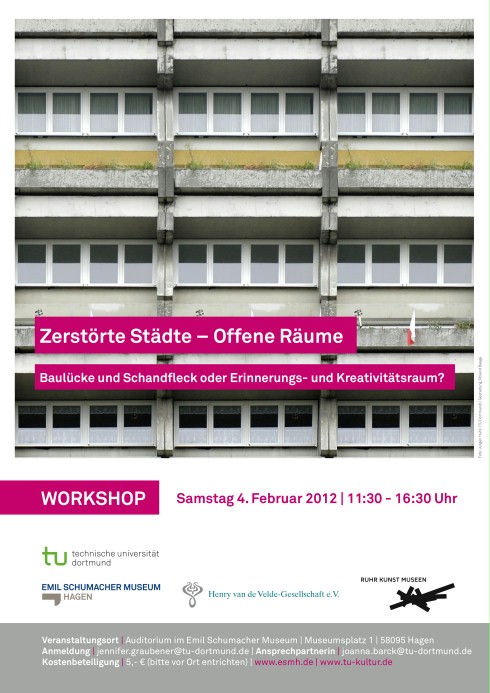 Zerstörte Städte – Offene Räume
Baulücke und Schandfleck oder Erinnerungs- und Kreativitätsraum?
WORKSHOP
Samstag 4. Februar 2012 | 11:30 - 16:30 Uhr
tu technische universität
dortmund
EMIL SCHUMACHER MUSEUM
HAGEN
Henry van de Velde-Gesellschaft e.V.
RUHR KUNST MUSEEN
Veranstaltungsort | Auditorium im Emil Schumacher Museum | Museumsplatz 1 | 58095 Hagen
Anmeldung | jennifer.graubener@tu-dortmund.de | Ansprechpartnerin | joanna.barck@tu-dortmund.de
Kostenbeteiligung | 5,- € (bitte vor Ort entrichten) | www.esmh.de | www.tu-kultur.de